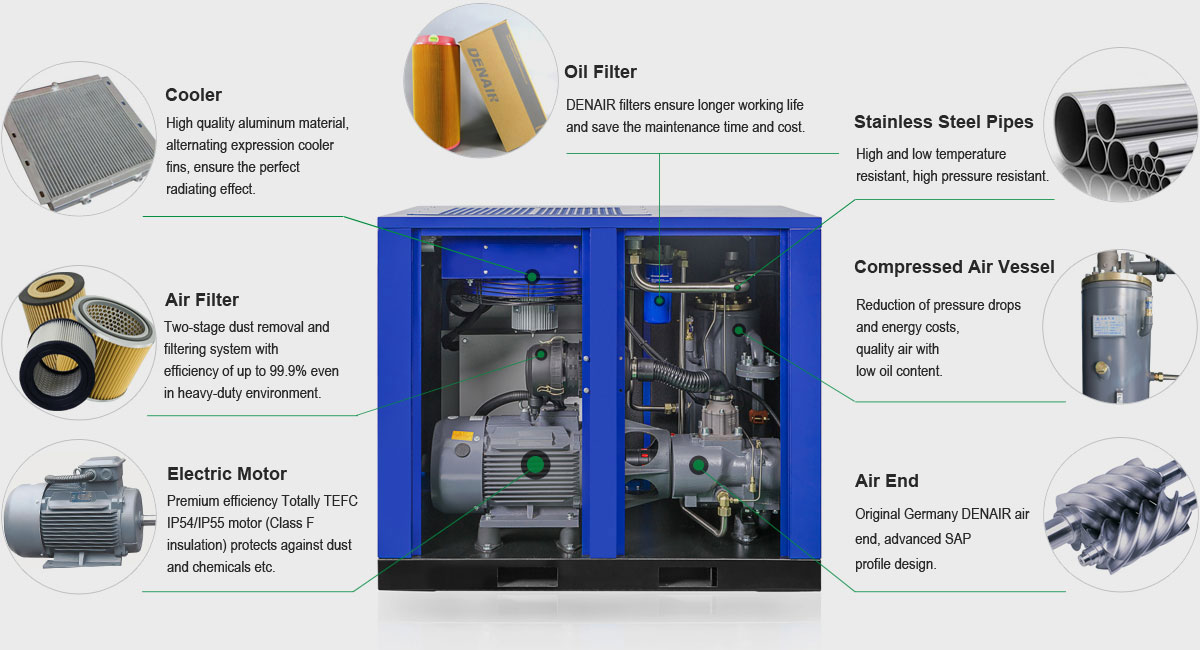 DENAIR
Oil Filter
DENAIR filters ensure longer working life
and save the maintenance time and cost.
Cooler
High quality aluminum material,
alternating expression cooler
fins, ensure the perfect
radiating effect.
Air Filter
Two-stage dust removal and
filtering system with
efficiency of up to 99.9% even
in heavy-duty environment.
Electric Motor
Premium efficiency Totally TEFC
IP54/IP55 motor (Class F
insulation) protects against dust
and chemicals etc.
Stainless Steel Pipes
High and low temperature
resistant, high pressure resistant.
Compressed Air Vessel
Reduction of pressure drops
and energy costs,
quality air with
low oil content.
Air End
Original Germany DENAIR air
end, advanced SAP
profile design.